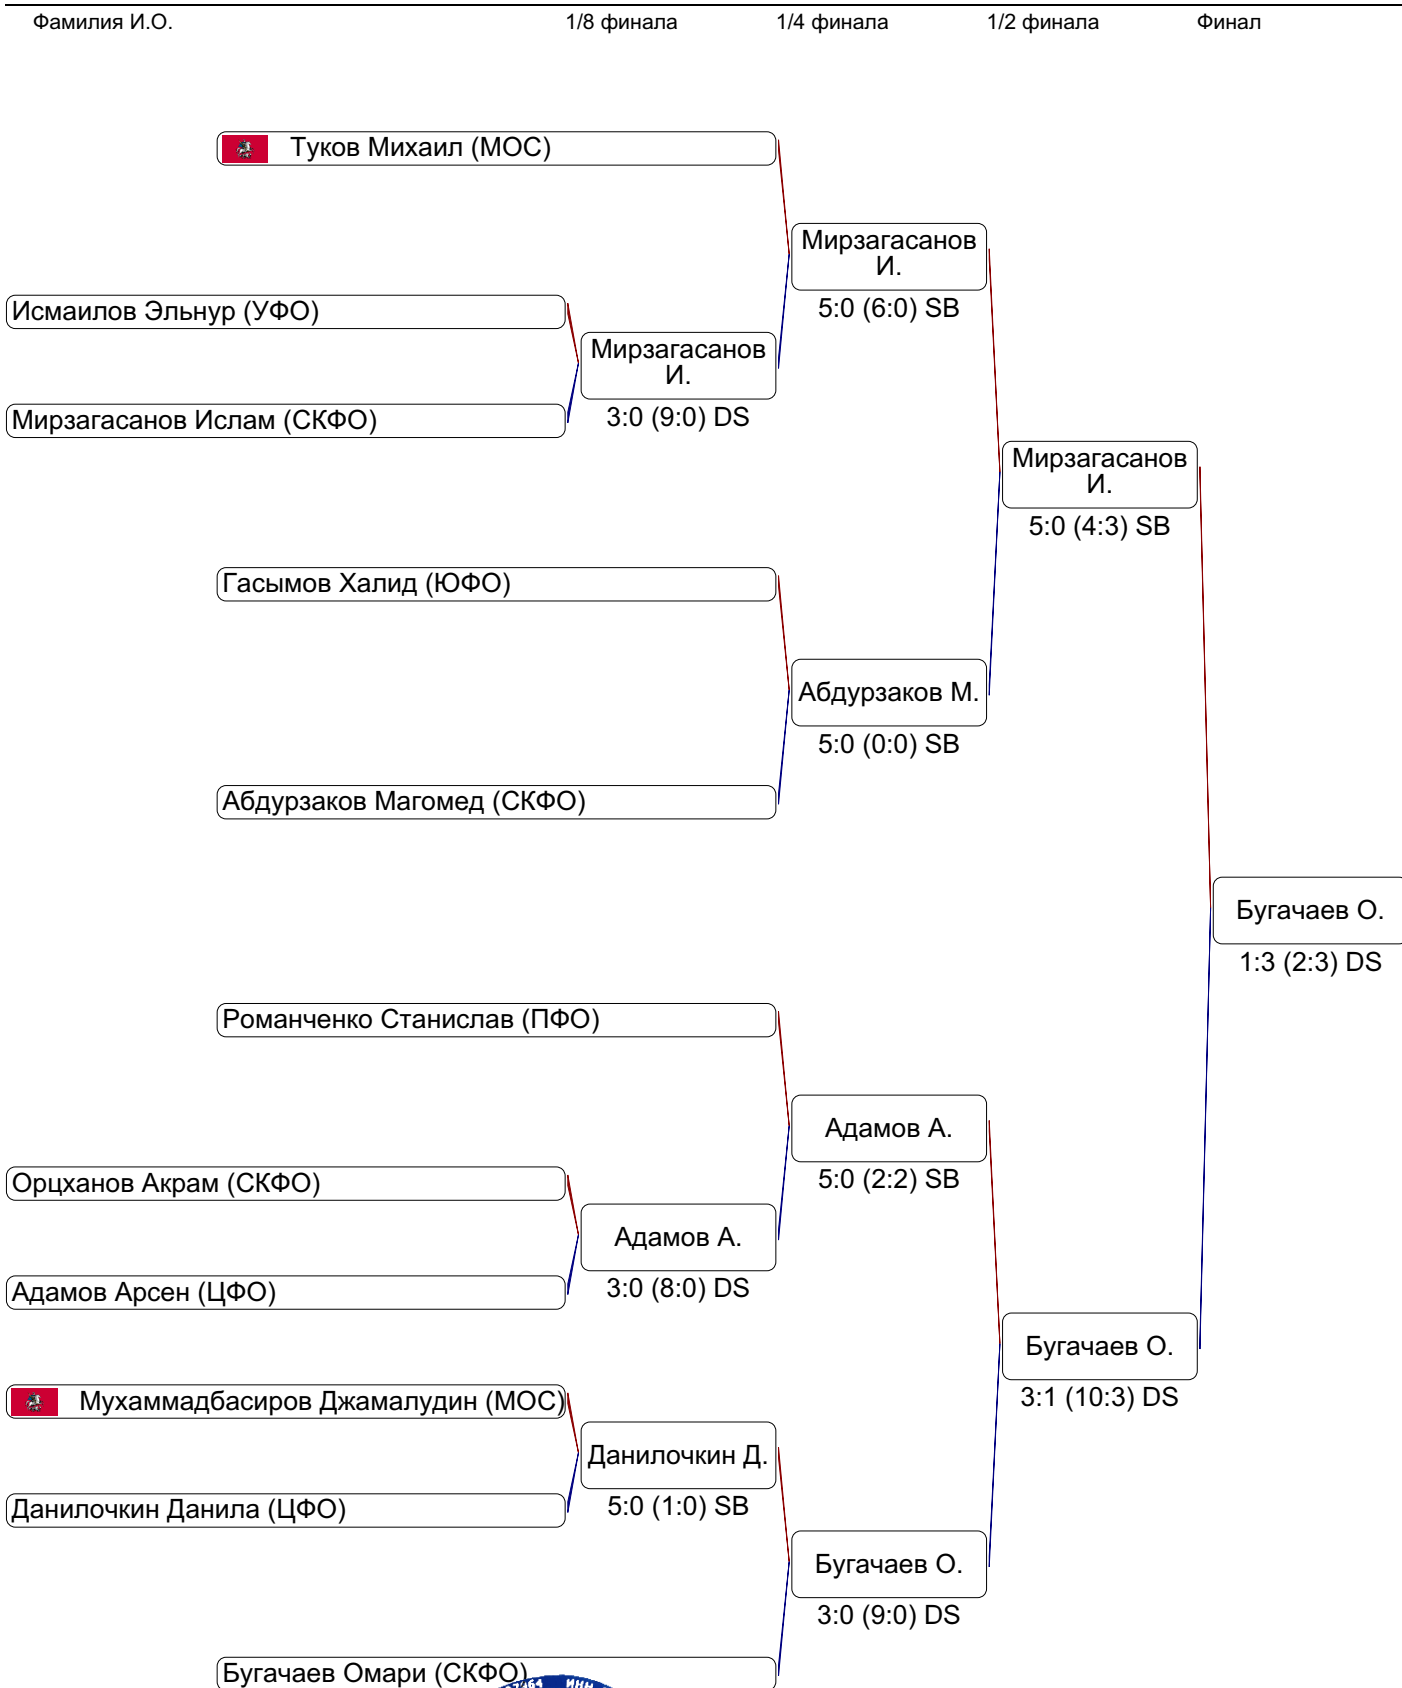 Фамилия И.О. 1/8 финала 1/4 финала 1/2 финала Финал
Туков Михаил (МОС)
Мирзагасанов
И.
5:0 (6:0) SB
Исмаилов Эльнур (УФО)
Мирзагасанов
И.
3:0 (9:0) DS
Мирзагасанов Ислам (СКФО)
Мирзагасанов
И.
5:0 (4:3) SB
Гасымов Халид (ЮФО)
Абдурзаков М.
5:0 (0:0) SB
Абдурзаков Магомед (СКФО)
Бугачаев О.
1:3 (2:3) DS
Романченко Станислав (ПФО)
Адамов А.
5:0 (2:2) SB
Орцханов Акрам (СКФО)
Адамов А.
3:0 (8:0) DS
Адамов Арсен (ЦФО)
Бугачаев О.
3:1 (10:3) DS
Мухаммадбасиров Джамалудин (МОС)
Данилочкин Д.
5:0 (1:0) SB
Данилочкин Данила (ЦФО)
Бугачаев О.
3:0 (9:0) DS
Бугачаев Омари (СКФО)
ИНН